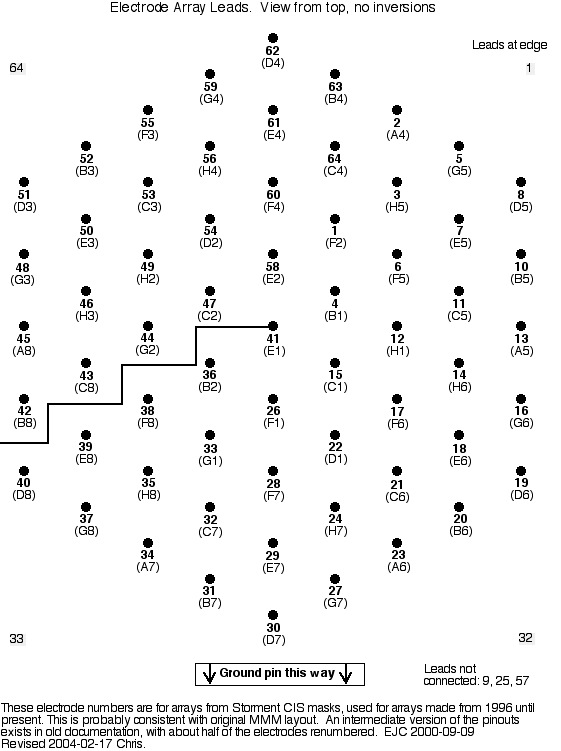 Electrode Array Leads. View from top, no inversions
Leads at edge
64
1
62
(D4)
59
(G4)
63
(B4)
55
(F3)
61
(E4)
2
(A4)
52
(B3)
56
(H4)
64
(C4)
5
(G5)
51
(D3)
53
(C3)
60
(F4)
3
(H5)
8
(D5)
50
(E3)
54
(D2)
1
(F2)
7
(E5)
48
(G3)
49
(H2)
58
(E2)
6
(F5)
10
(B5)
46
(H3)
47
(C2)
4
(B1)
11
(C5)
45
(A8)
44
(G2)
41
(E1)
12
(H1)
13
(A5)
43
(C8)
36
(B2)
15
(C1)
14
(H6)
42
(B8)
38
(F8)
26
(F1)
17
(F6)
16
(G6)
39
(E8)
33
(G1)
22
(D1)
18
(E6)
40
(D8)
35
(H8)
28
(F7)
21
(C6)
19
(D6)
37
(G8)
32
(C7)
24
(H7)
20
(B6)
34
(A7)
29
(E7)
23
(A6)
31
(B7)
27
(G7)
30
(D7)
33
32
Ground pin this way
Leads not
connected: 9, 25, 57
These electrode numbers are for arrays from Storment CIS masks, used for arrays made from 1996 until
present. This is probably consistent with original MMM layout. An intermediate version of the pinouts
exists in old documentation, with about half of the electrodes renumbered. EJC 2000-09-09
Revised 2004-02-17 Chris.